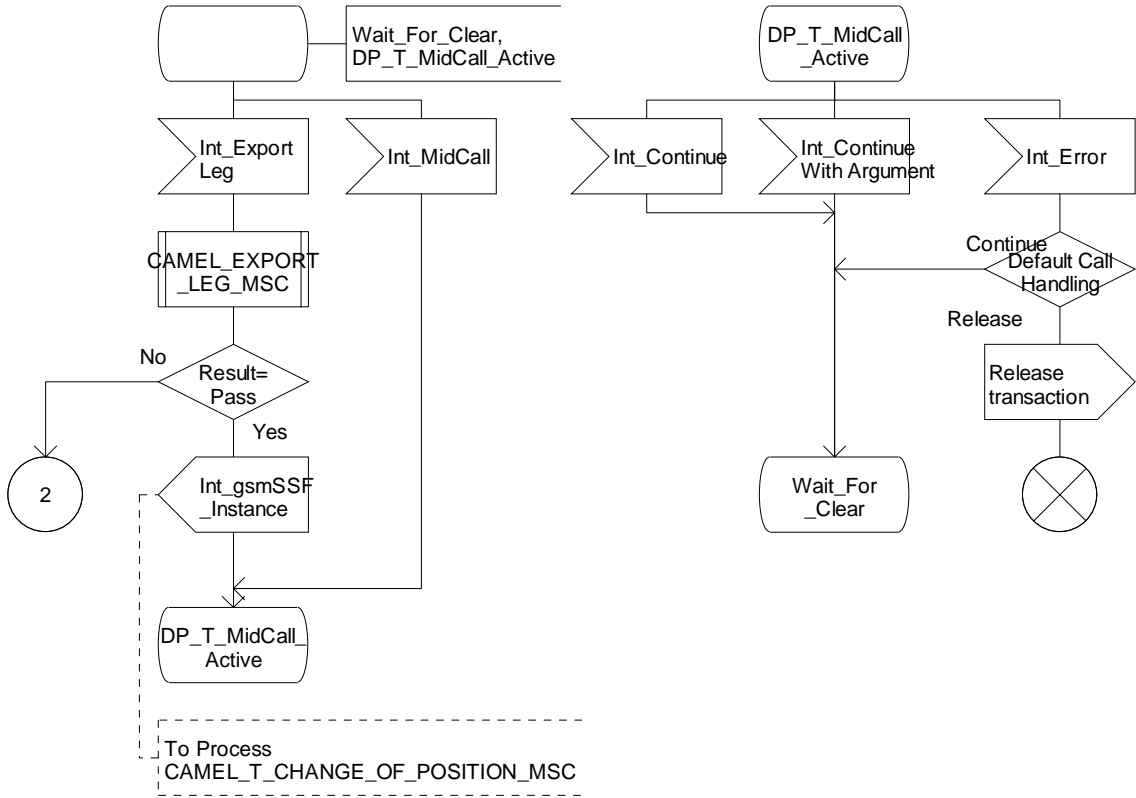 Wait_For_Clear,
DP_T_MidCall_Active
Int_Export
Leg
Int_MidCall
CAMEL_EXPORT
_LEG_MSC
No
Result=
Pass
Yes
2
Int_gsmSSF
_Instance
DP_T_MidCall_
Active
To Process
CAMEL_T_CHANGE_OF_POSITION_MSC
DP_T_MidCall
_Active
Int_Continue
Int_Continue
With Argument
Int_Error
Continue
Default Call
Handling
Release
Release
transaction
Wait_For
_Clear